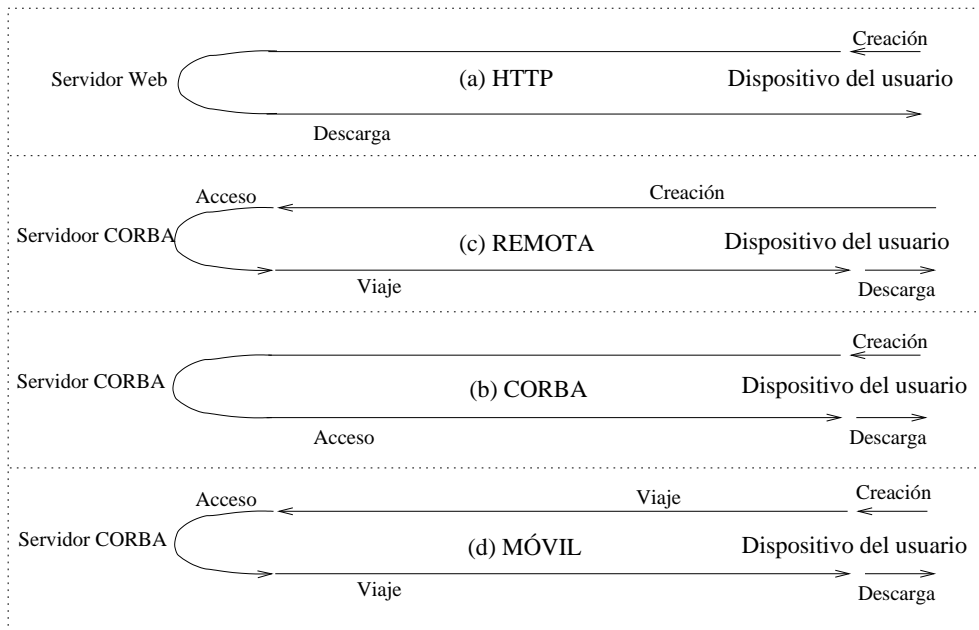 Creación
Servidor Web
(a) HTTP
Dispositivo del usuario
Descarga
Acceso
Creación
Servidoor CORBA
(c) REMOTA
Dispositivo del usuario
Viaje
Descarga
Creación
Servidor CORBA
(b) CORBA
Dispositivo del usuario
Acceso
Descarga
Acceso
Viaje
Creación
Servidor CORBA
(d) MÓVIL
Dispositivo del usuario
Viaje
Descarga